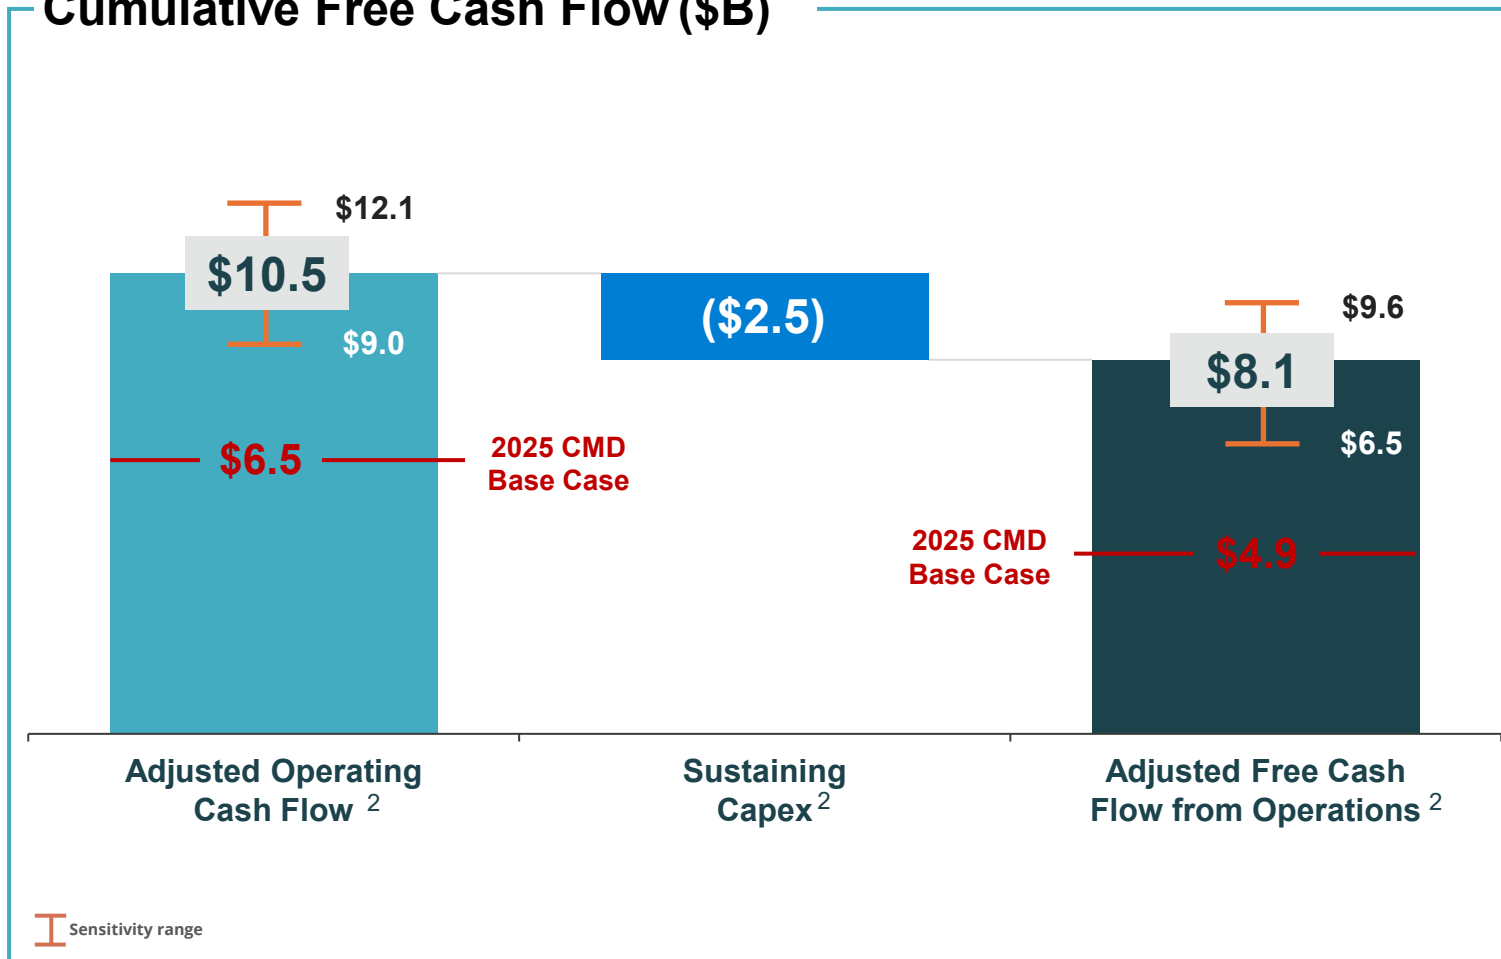 Cumulative Free Cash Flow ($B)
$12.1
$10.5
$9.0
$6.5
2025 CMD
Base Case
($2.5)
$9.6
$8.1
$6.5
2025 CMD
Base Case
$4.9
Adjusted Operating
Cash Flow 2
Sustaining
Capex 2
Adjusted Free Cash
Flow from Operations 2
Sensitivity range